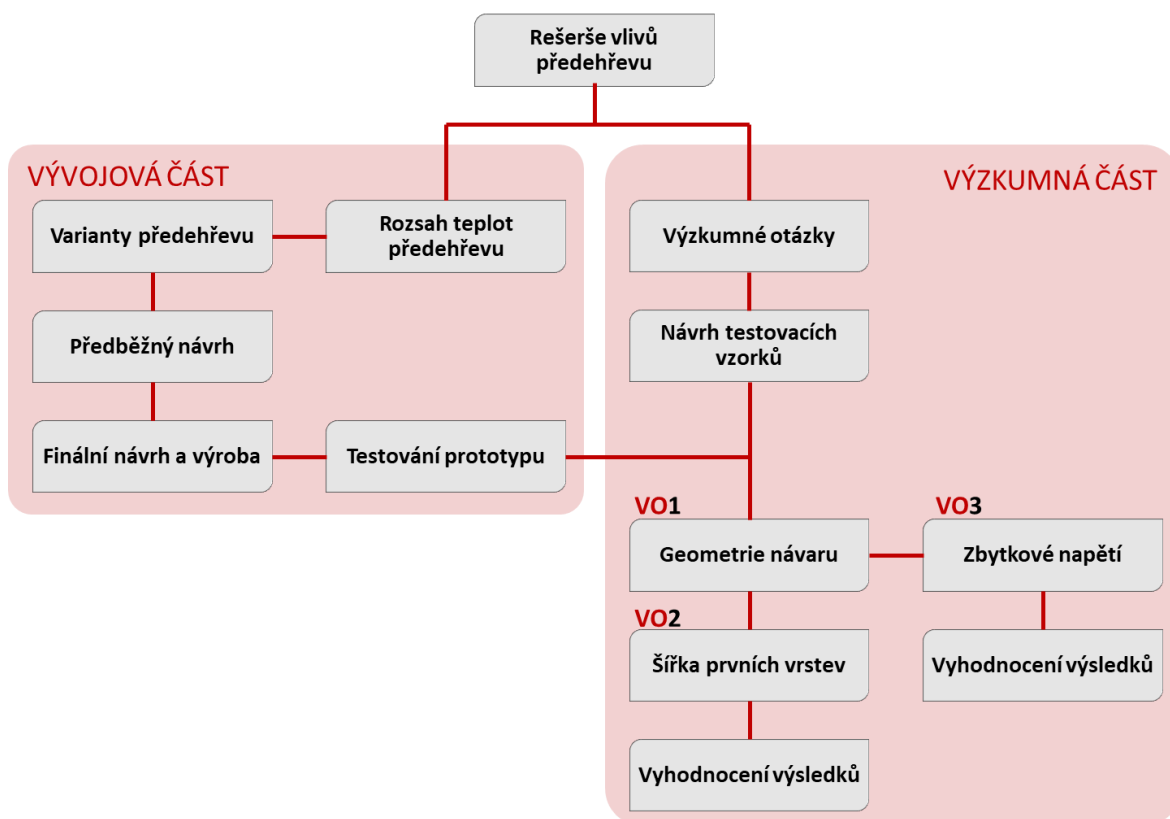 Rešerše vlivů
předehřevu
VÝVOJOVÁ ČÁST
Varianty předehřevu
Rozsah teplot
předehřevu
Předběžný návrh
Finální návrh a výroba
Testování prototypu
VÝZKUMNÁ ČÁST
Výzkumné otázky
Návrh testovacích
vzorků
VO1
Geometrie návaru
VO3
Zbytkové napětí
VO2
Šířka prvních vrstev
Vyhodnocení výsledků
Vyhodnocení výsledků